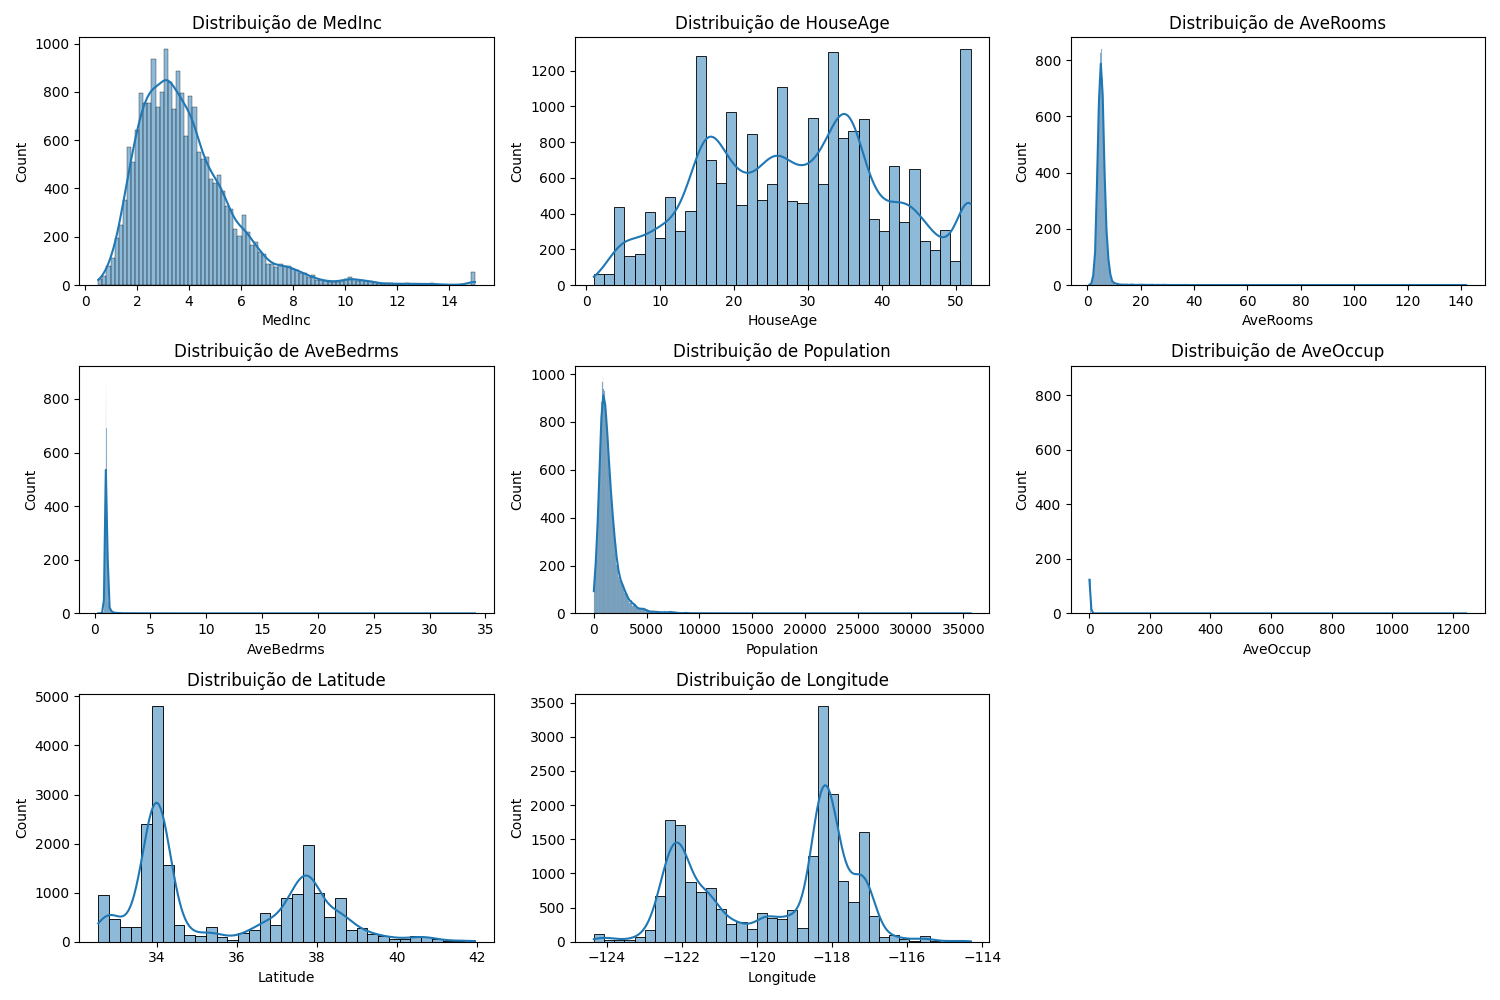 Distribuição de MedInc
Distribuição de HouseAge
Distribuição de AveRooms
Count
1000
800
600
400
200
0
0 2 4 6 8 10 12 14
MedInc
Count
1200
1000
800
600
400
200
0
0 10 20 30 40 50
HouseAge
Count
800
600
400
200
0
0 20 40 60 80 100 120 140
AveRooms
Distribuição de AveBedrms
Distribuição de Population
Distribuição de AveOccup
Count
800
600
400
200
0
0 5 10 15 20 25 30 35
AveBedrms
Count
1000
800
600
400
200
0
0 5000 10000 15000 20000 25000 30000 35000
Population
Count
800
600
400
200
0
0 200 400 600 800 1000 1200
AveOccup
Distribuição de Latitude
Distribuição de Longitude
Count
5000
4000
3000
2000
1000
0
34 36 38 40 42
Latitude
Count
3500
3000
2500
2000
1500
1000
500
0
−124 −122 −120 −118 −116 −114
Longitude